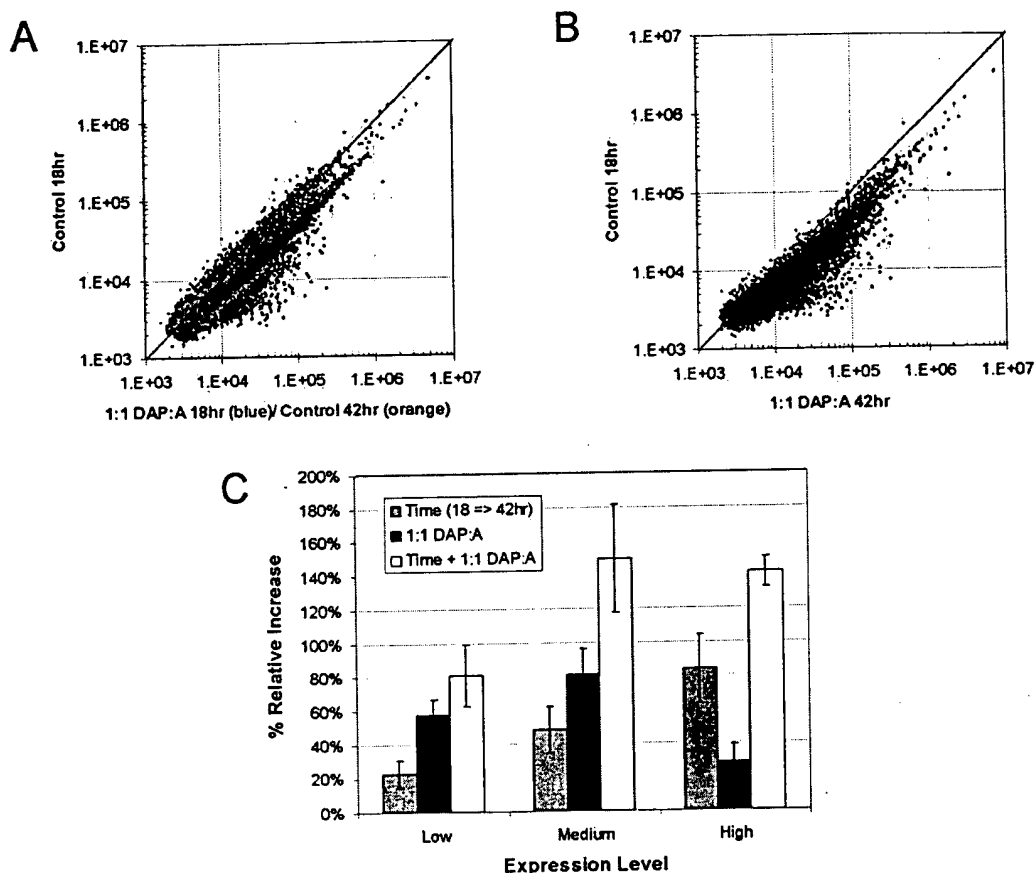 A
1.E+07
1.E+06
1.E+05
1.E+04
1.E+03
Control 18hr
1.E+03 1.E+04 1.E+05 1.E+06 1.E+07
1:1 DAP:A 18hr (blue)/ Control 42hr (orange)
B
1.E+07
1.E+06
1.E+05
1.E+04
1.E+03
Control 18hr
1.E+03 1.E+04 1.E+05 1.E+06 1.E+07
1:1 DAP:A 42hr
C
200%
180%
160%
140%
120%
100%
80%
60%
40%
20%
0%
% Relative Increase
Time (18 => 42hr)
1:1 DAP:A
Time + 1:1 DAP:A
Low Medium High
Expression Level